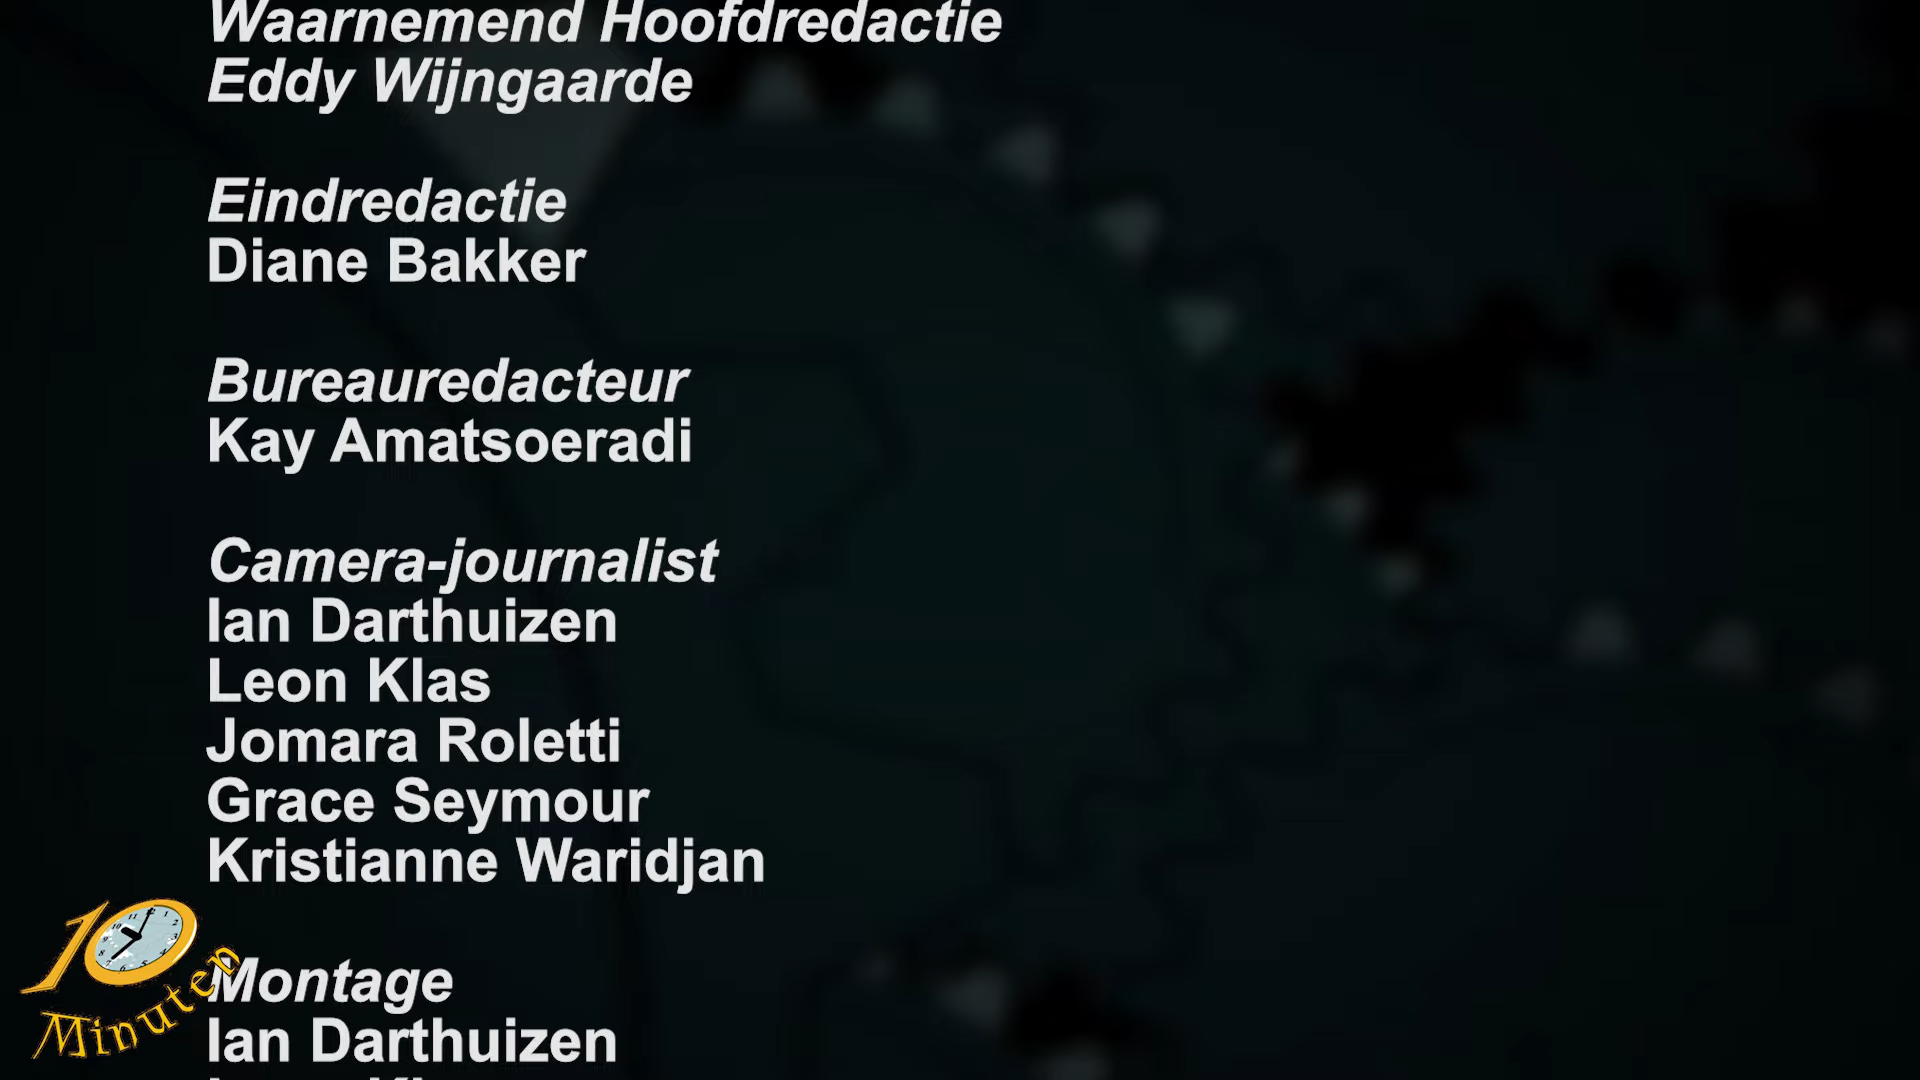 Waarnemend Hoofdredactie
Eddy Wijngaarde
Eindredactie
Diane Bakker
Bureauredacteur
Kay Amatsoeradi
Camera-journalist
Ian Darthuizen
Leon Klas
Jomara Roletti
Grace Seymour
Kristianne Waridjan
Montage
Ian Darthuizen
10
Minuten